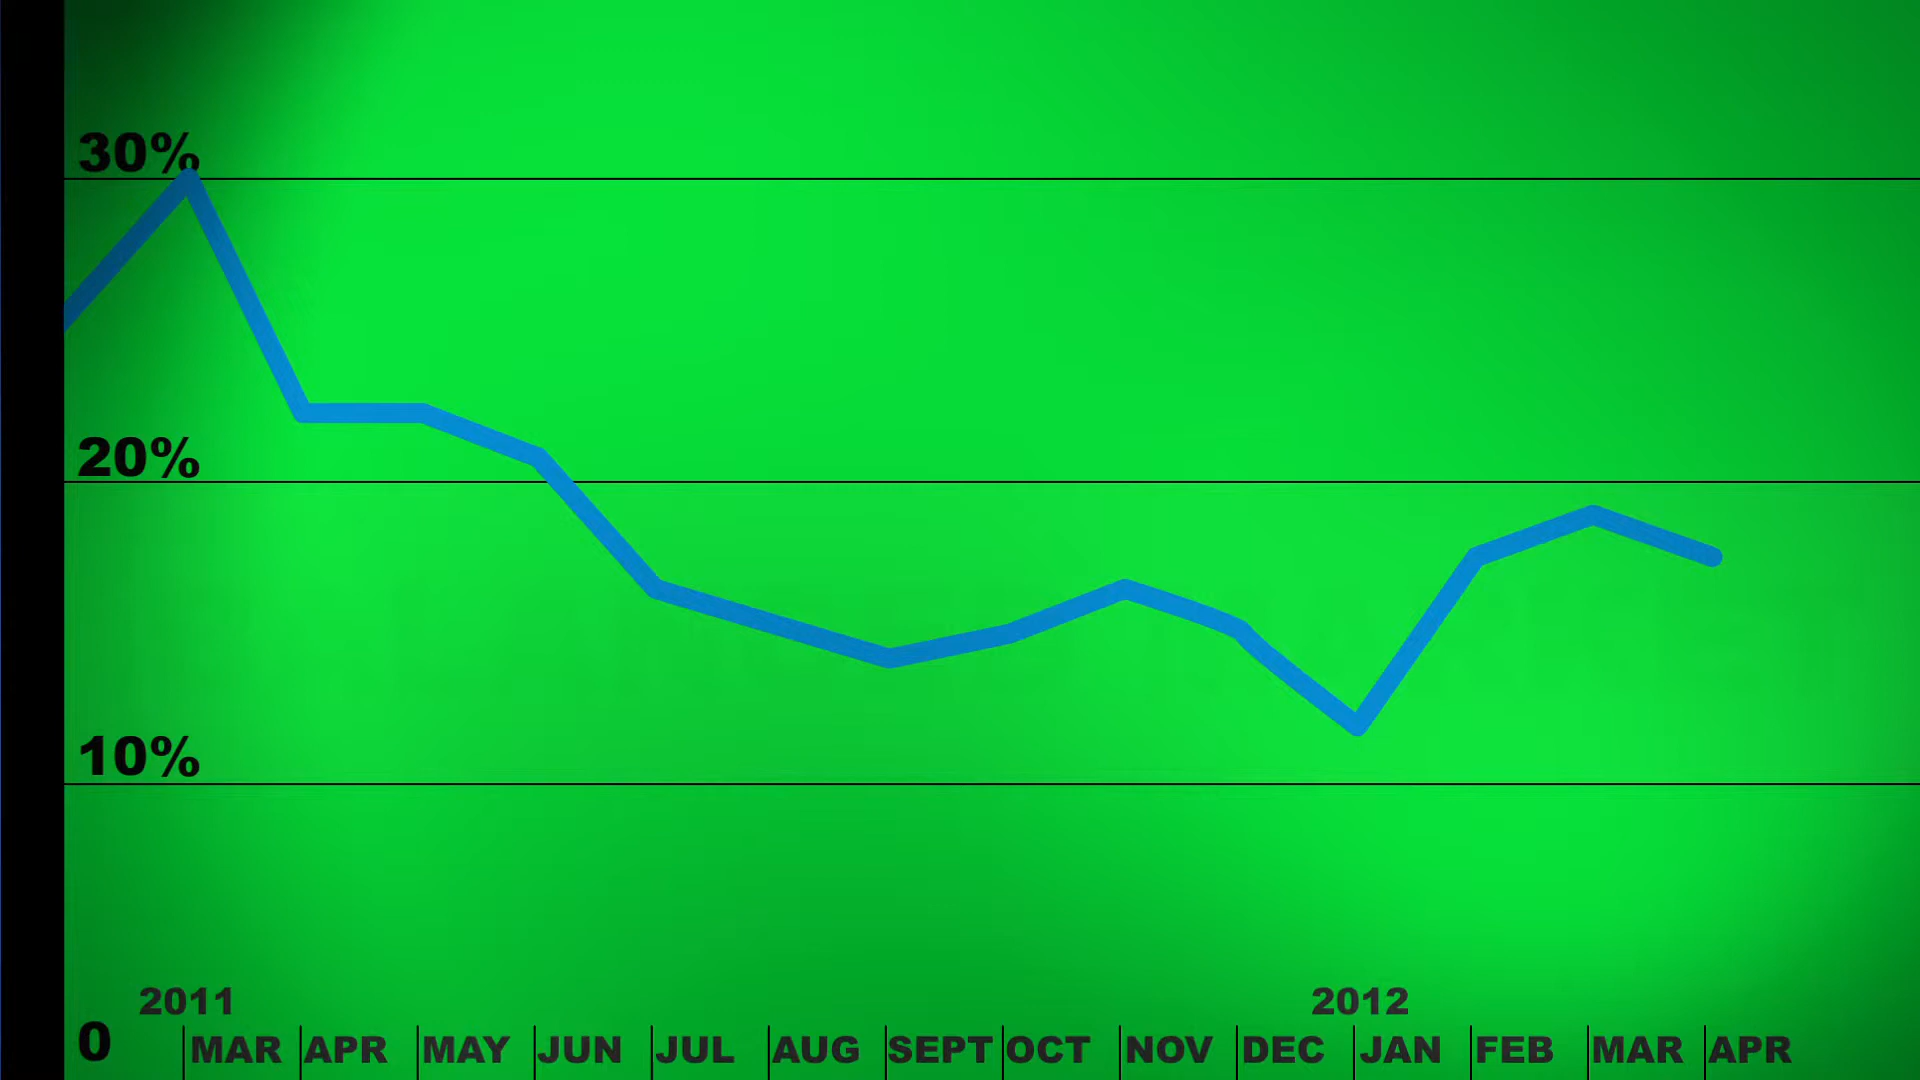 30%
20%
10%
2011 2012
0 MAR APR MAY JUN JUL AUG SEPT OCT NOV DEC JAN FEB MAR APR